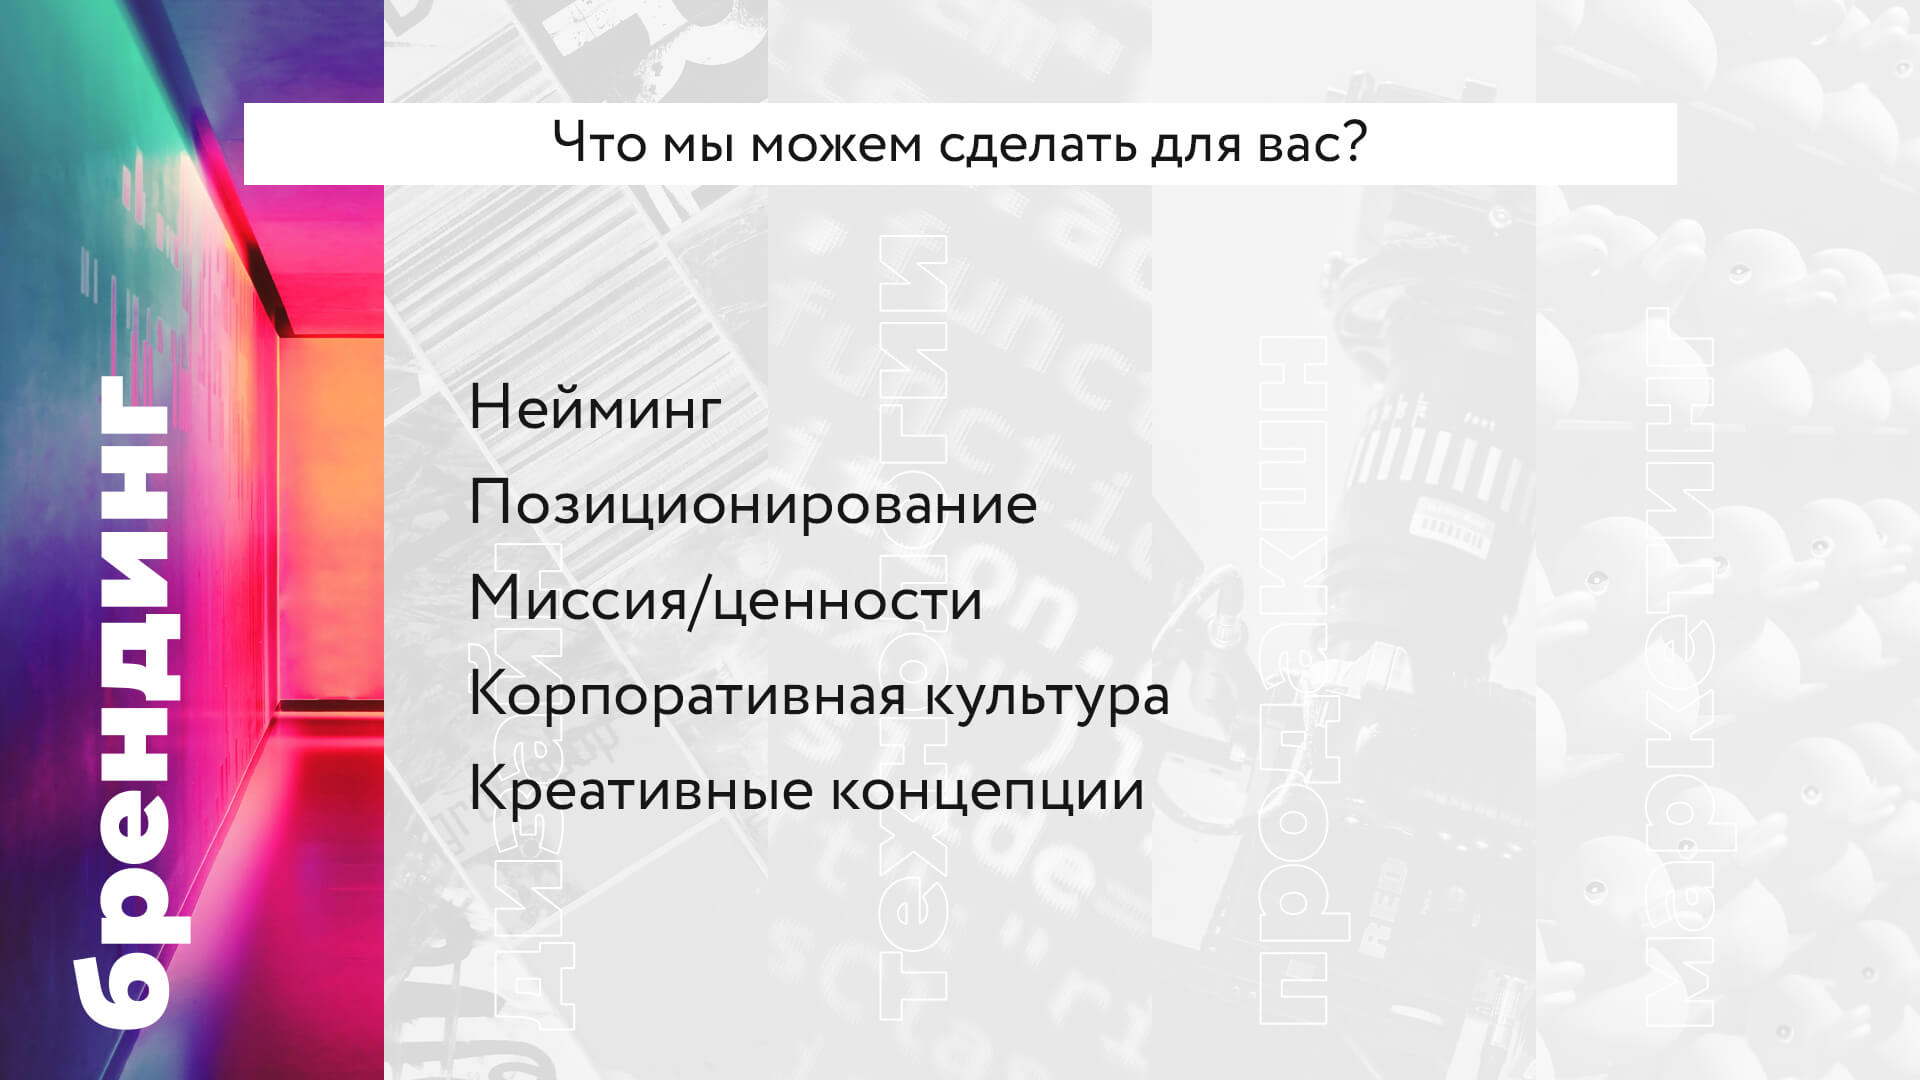 Что мы можем сделать для вас?
брендинг
Нейминг
Позиционирование
Миссия/ценности
Корпоративная культура
Креативные концепции
дизайн
технологии
продакшн
маркетинг
RED